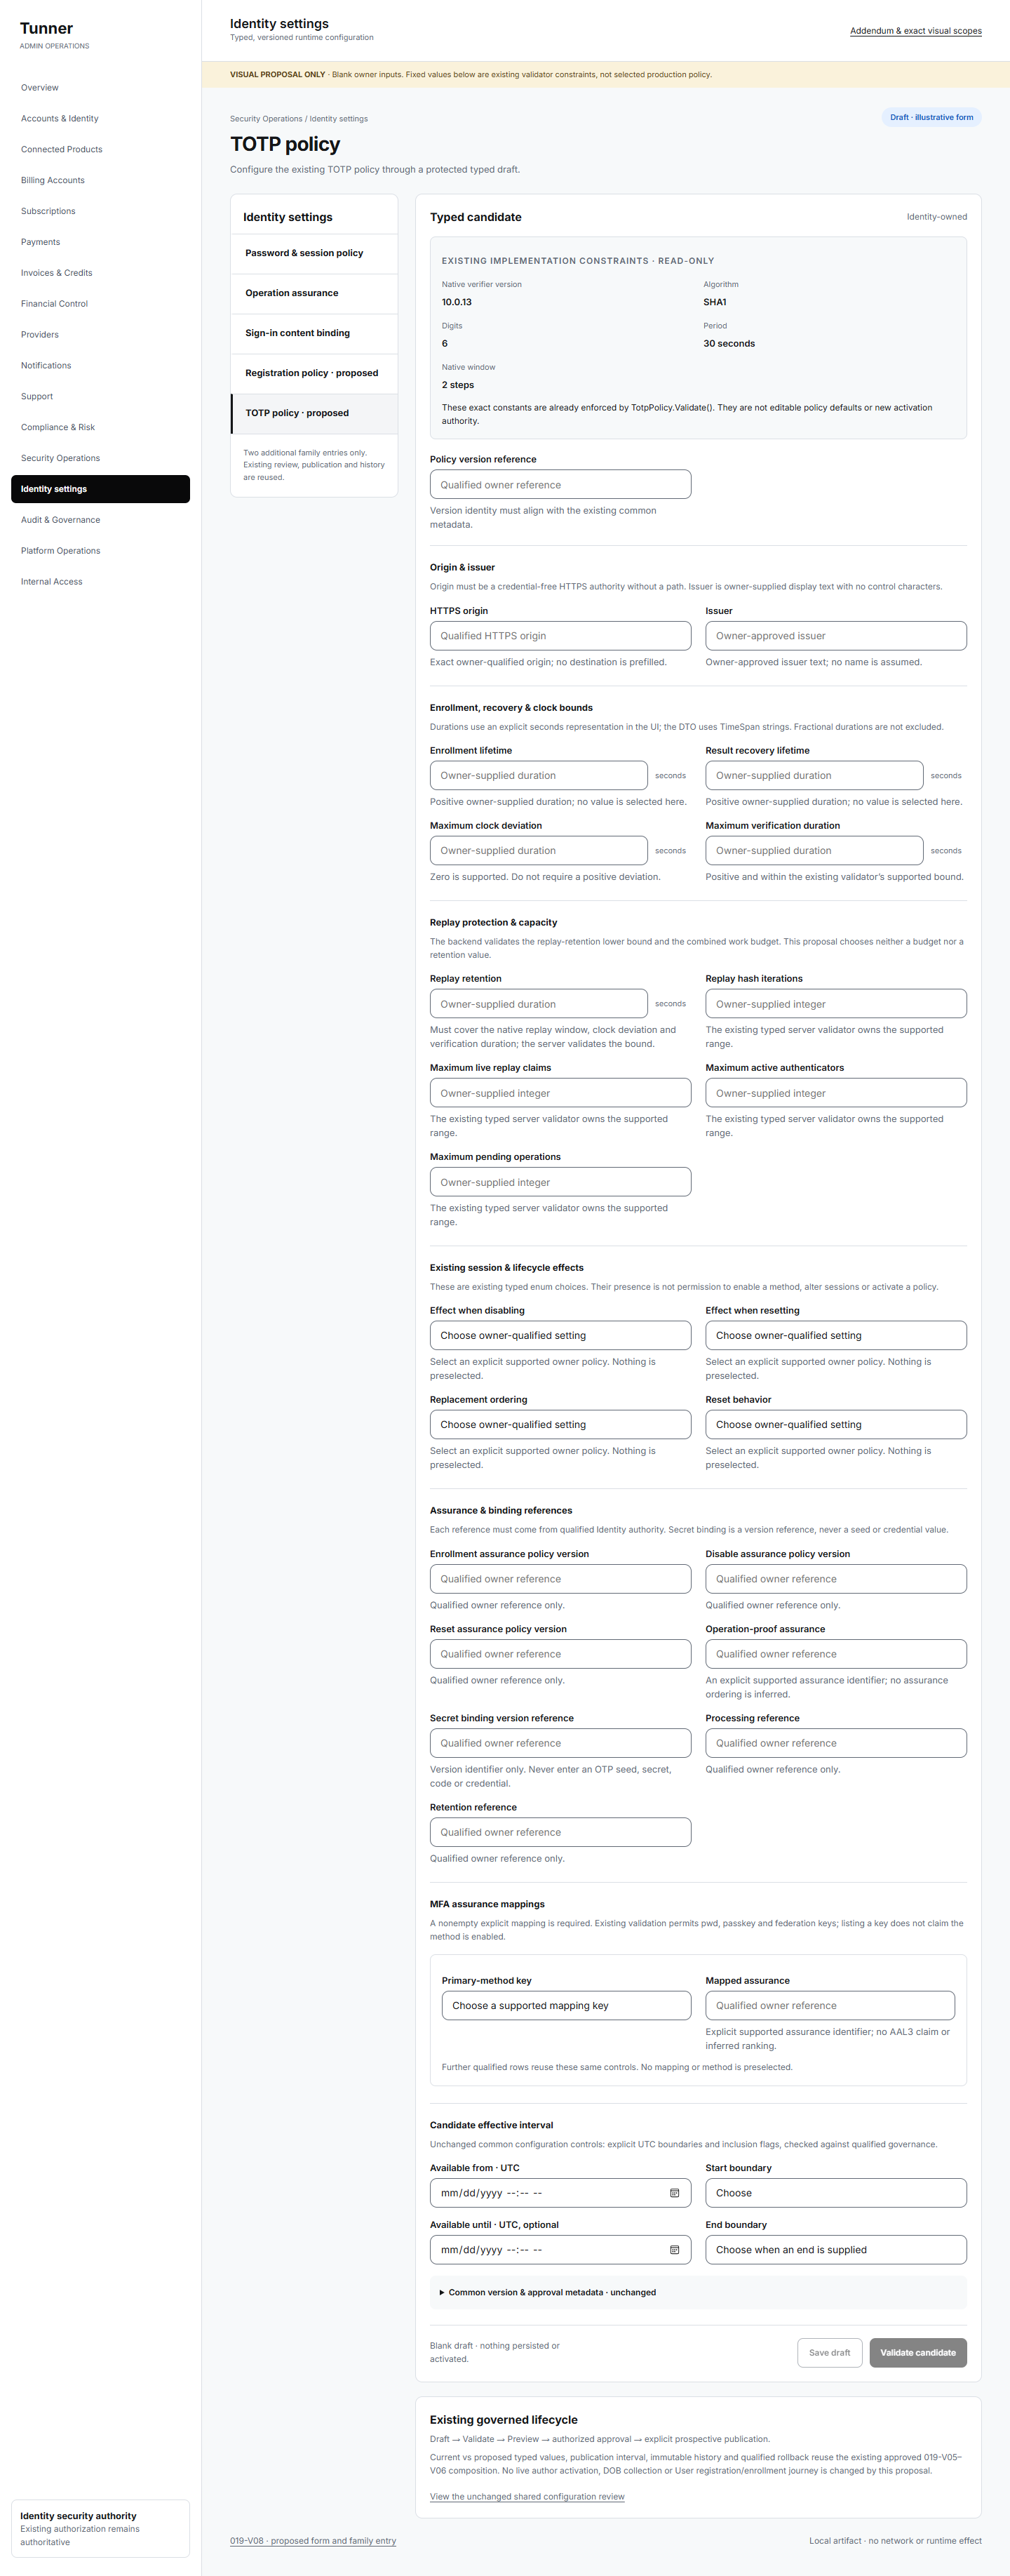 Tunner
ADMIN OPERATIONS
Overview
Accounts & Identity
Connected Products
Billing Accounts
Subscriptions
Payments
Invoices & Credits
Financial Control
Providers
Notifications
Support
Compliance & Risk
Security Operations
Identity settings
Audit & Governance
Platform Operations
Internal Access
Identity security authority
Existing authorization remains
authoritative
Identity settings
Typed, versioned runtime configuration
Addendum & exact visual scopes
VISUAL PROPOSAL ONLY · Blank owner inputs. Fixed values below are existing validator constraints, not selected production policy.
Security Operations / Identity settings
Draft · illustrative form
TOTP policy
Configure the existing TOTP policy through a protected typed draft.
Identity settings
Password & session policy
Operation assurance
Sign-in content binding
Registration policy · proposed
TOTP policy · proposed
Two additional family entries only.
Existing review, publication and history
are reused.
Typed candidate
Identity-owned
EXISTING IMPLEMENTATION CONSTRAINTS · READ-ONLY
Native verifier version
Algorithm
10.0.13
SHA1
Digits
Period
6
30 seconds
Native window
2 steps
These exact constants are already enforced by TotpPolicy.Validate(). They are not editable policy defaults or new activation
authority.
Policy version reference
Qualified owner reference
Version identity must align with the existing common
metadata.
Origin & issuer
Origin must be a credential-free HTTPS authority without a path. Issuer is owner-supplied display text with no control characters.
HTTPS origin
Issuer
Qualified HTTPS origin
Owner-approved issuer
Exact owner-qualified origin; no destination is prefilled.
Owner-approved issuer text; no name is assumed.
Enrollment, recovery & clock bounds
Durations use an explicit seconds representation in the UI; the DTO uses TimeSpan strings. Fractional durations are not excluded.
Enrollment lifetime
Result recovery lifetime
Owner-supplied duration seconds
Owner-supplied duration seconds
Positive owner-supplied duration; no value is selected here.
Positive owner-supplied duration; no value is selected here.
Maximum clock deviation
Maximum verification duration
Owner-supplied duration seconds
Owner-supplied duration seconds
Zero is supported. Do not require a positive deviation.
Positive and within the existing validator's supported bound.
Replay protection & capacity
The backend validates the replay-retention lower bound and the combined work budget. This proposal chooses neither a budget nor a
retention value.
Replay retention
Replay hash iterations
Owner-supplied duration seconds
Owner-supplied integer
Must cover the native replay window, clock deviation and
verification duration; the server validates the bound.
The existing typed server validator owns the supported
range.
Maximum live replay claims
Maximum active authenticators
Owner-supplied integer
Owner-supplied integer
The existing typed server validator owns the supported
range.
The existing typed server validator owns the supported
range.
Maximum pending operations
Owner-supplied integer
The existing typed server validator owns the supported
range.
Existing session & lifecycle effects
These are existing typed enum choices. Their presence is not permission to enable a method, alter sessions or activate a policy.
Effect when disabling
Effect when resetting
Choose owner-qualified setting
Choose owner-qualified setting
Select an explicit supported owner policy. Nothing is
preselected.
Select an explicit supported owner policy. Nothing is
preselected.
Replacement ordering
Reset behavior
Choose owner-qualified setting
Choose owner-qualified setting
Select an explicit supported owner policy. Nothing is
preselected.
Select an explicit supported owner policy. Nothing is
preselected.
Assurance & binding references
Each reference must come from qualified Identity authority. Secret binding is a version reference, never a seed or credential value.
Enrollment assurance policy version
Disable assurance policy version
Qualified owner reference
Qualified owner reference
Qualified owner reference only.
Qualified owner reference only.
Reset assurance policy version
Operation-proof assurance
Qualified owner reference
Qualified owner reference
Qualified owner reference only.
An explicit supported assurance identifier; no assurance
ordering is inferred.
Secret binding version reference
Processing reference
Qualified owner reference
Qualified owner reference
Version identifier only. Never enter an OTP seed, secret,
code or credential.
Qualified owner reference only.
Retention reference
Qualified owner reference
Qualified owner reference only.
MFA assurance mappings
A nonempty explicit mapping is required. Existing validation permits pwd, passkey and federation keys; listing a key does not claim the
method is enabled.
Primary-method key
Mapped assurance
Choose a supported mapping key
Qualified owner reference
Explicit supported assurance identifier; no AAL3 claim or
inferred ranking.
Further qualified rows reuse these same controls. No mapping or method is preselected.
Candidate effective interval
Unchanged common configuration controls: explicit UTC boundaries and inclusion flags, checked against qualified governance.
Available from · UTC
Start boundary
mm/dd/yyyy --:-- --
Choose
Available until · UTC, optional
End boundary
mm/dd/yyyy --:-- --
Choose when an end is supplied
▶ Common version & approval metadata · unchanged
Blank draft · nothing persisted or
activated.
Save draft
Validate candidate
Existing governed lifecycle
Draft → Validate → Preview → authorized approval → explicit prospective publication.
Current vs proposed typed values, publication interval, immutable history and qualified rollback reuse the existing approved 019-V05–
V06 composition. No live author activation, DOB collection or User registration/enrollment journey is changed by this proposal.
View the unchanged shared configuration review
019-V08 · proposed form and family entry
Local artifact · no network or runtime effect